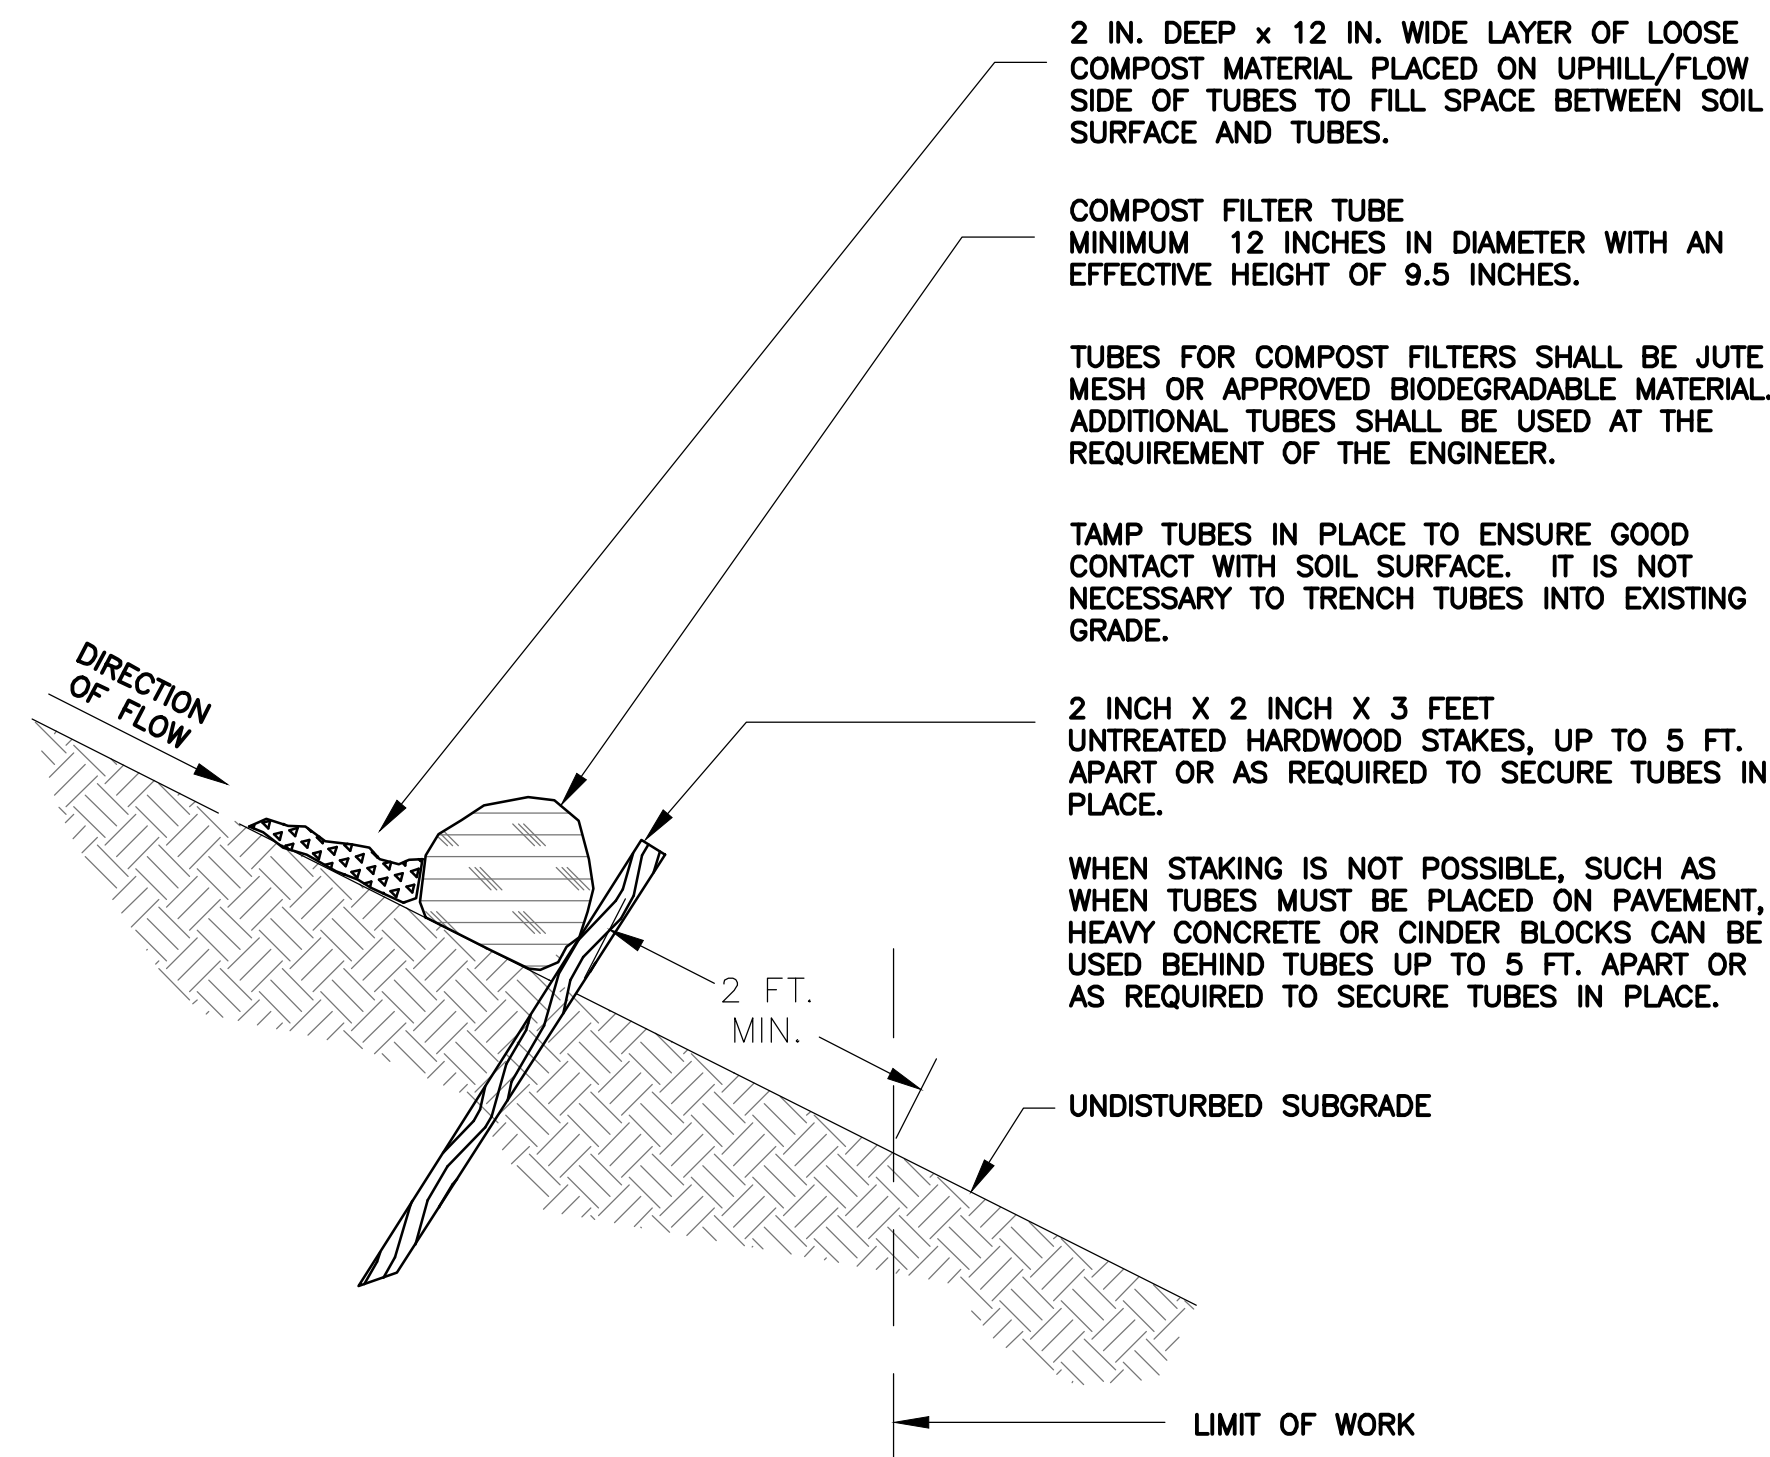 2 IN. DEEP x 12 IN. WIDE LAYER OF LOOSE
COMPOST MATERIAL PLACED ON UPHILL/FLOW
SIDE OF TUBES TO FILL SPACE BETWEEN SOIL
SURFACE AND TUBES.
COMPOST FILTER TUBE
MINIMUM 12 INCHES IN DIAMETER WITH AN
EFFECTIVE HEIGHT OF 9.5 INCHES.
TUBES FOR COMPOST FILTERS SHALL BE JUTE
MESH OR APPROVED BIODEGRADABLE MATERIAL.
ADDITIONAL TUBES SHALL BE USED AT THE
REQUIREMENT OF THE ENGINEER.
TAMP TUBES IN PLACE TO ENSURE GOOD
CONTACT WITH SOIL SURFACE. IT IS NOT
NECESSARY TO TRENCH TUBES INTO EXISTING
GRADE.
DIRECTION
OF FLOW
2 INCH X 2 INCH X 3 FEET
UNTREATED HARDWOOD STAKES, UP TO 5 FT.
APART OR AS REQUIRED TO SECURE TUBES IN
PLACE.
WHEN STAKING IS NOT POSSIBLE, SUCH AS
WHEN TUBES MUST BE PLACED ON PAVEMENT,
HEAVY CONCRETE OR CINDER BLOCKS CAN BE
USED BEHIND TUBES UP TO 5 FT. APART OR
AS REQUIRED TO SECURE TUBES IN PLACE.
2 FT.
MIN.
UNDISTURBED SUBGRADE
LIMIT OF WORK